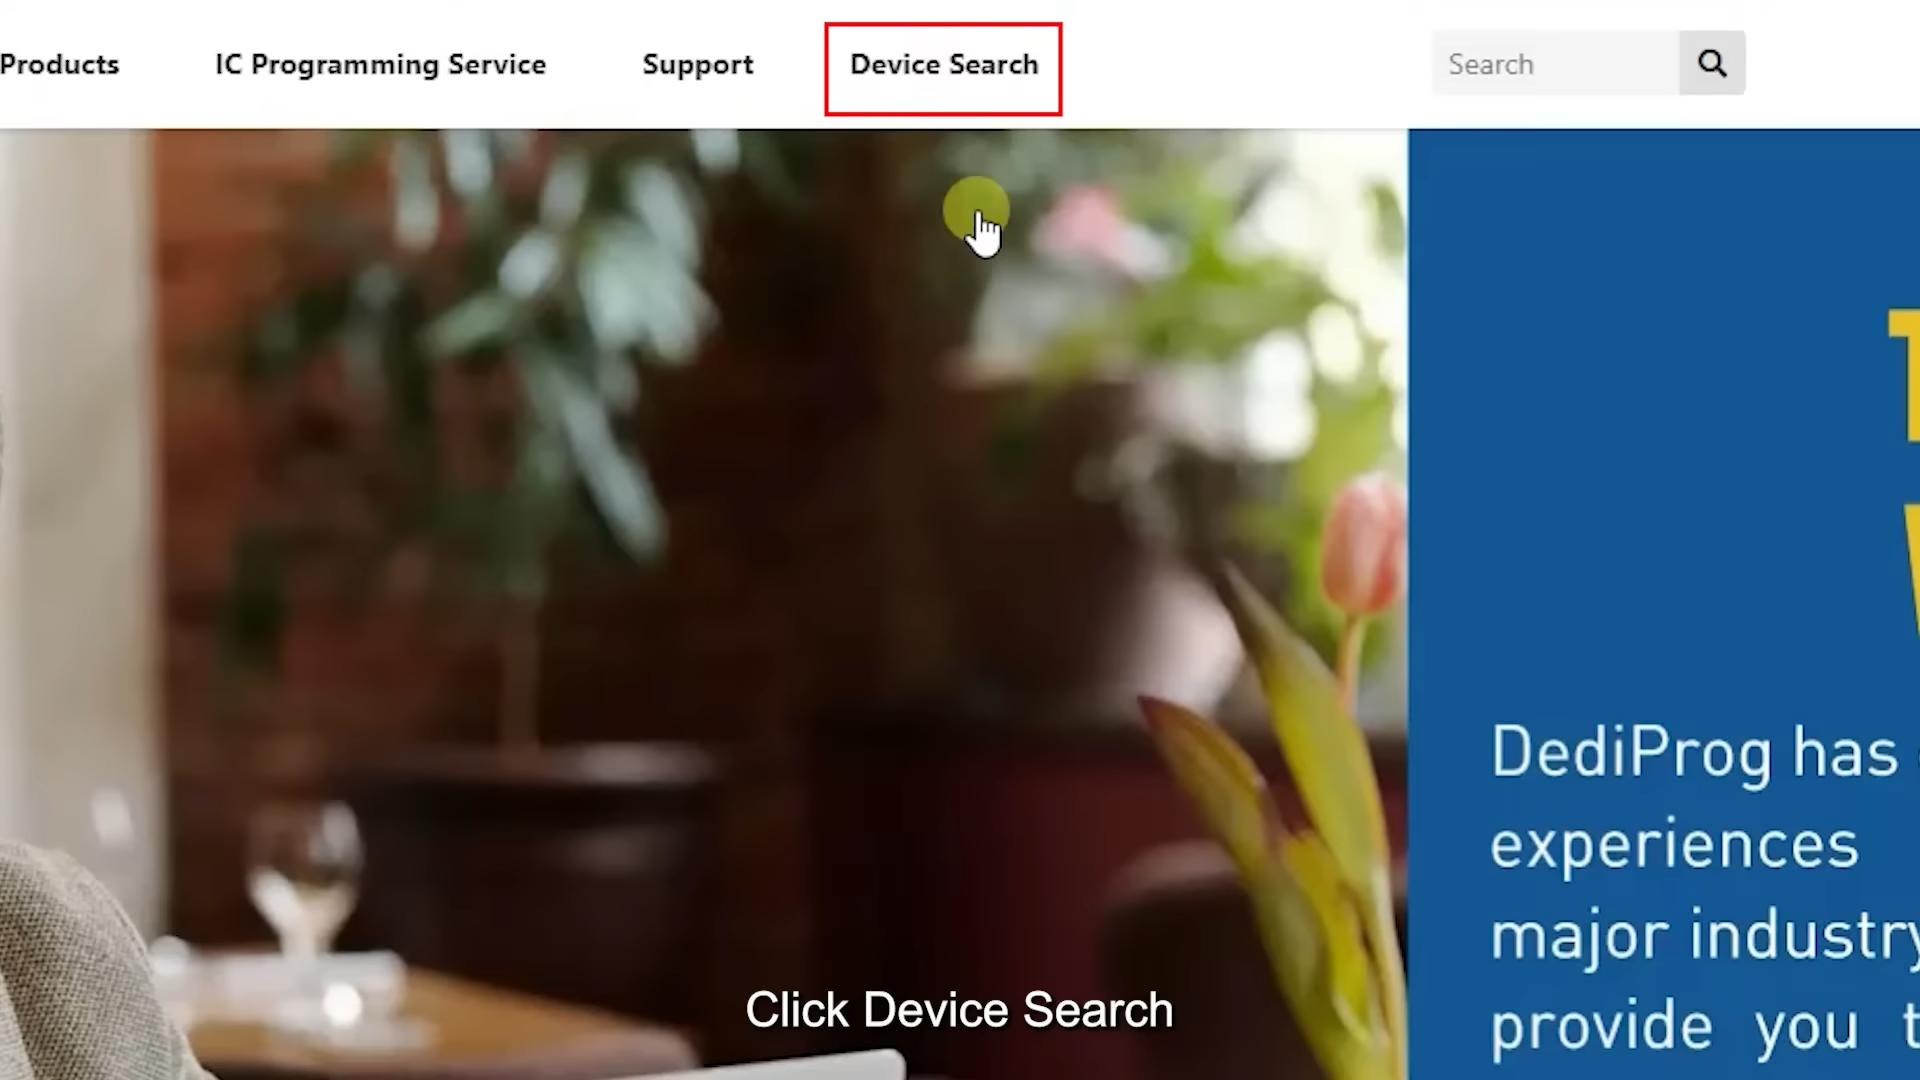 Products IC Programming Service Support Device Search Search
DediProg has
experiences
major industry
provide you t
Click Device Search